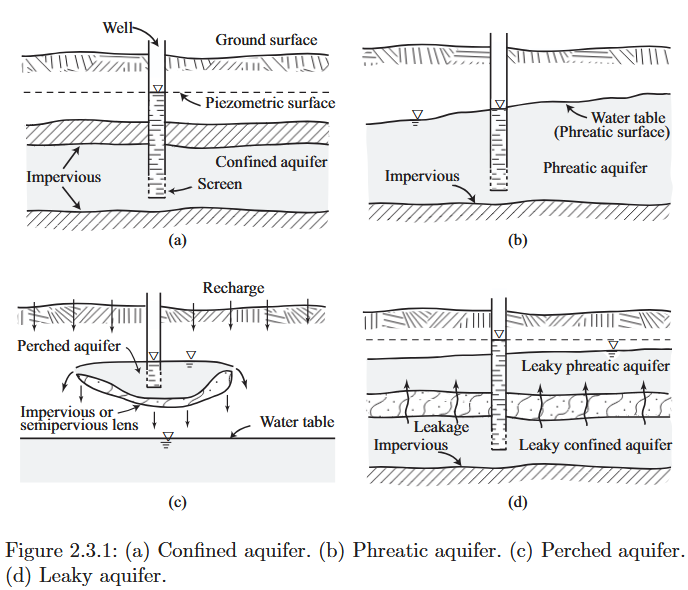 Well
Ground surface
Piezometric surface
Confined aquifer
Impervious
Screen
(a)
Water table
(Phreatic surface)
Phreatic aquifer
Impervious
(b)
Recharge
Perched aquifer
Impervious or
semipervious lens
Water table
(c)
Leaky phreatic aquifer
Leakage
Impervious
Leaky confined aquifer
(d)
Figure 2.3.1: (a) Confined aquifer. (b) Phreatic aquifer. (c) Perched aquifer.
(d) Leaky aquifer.